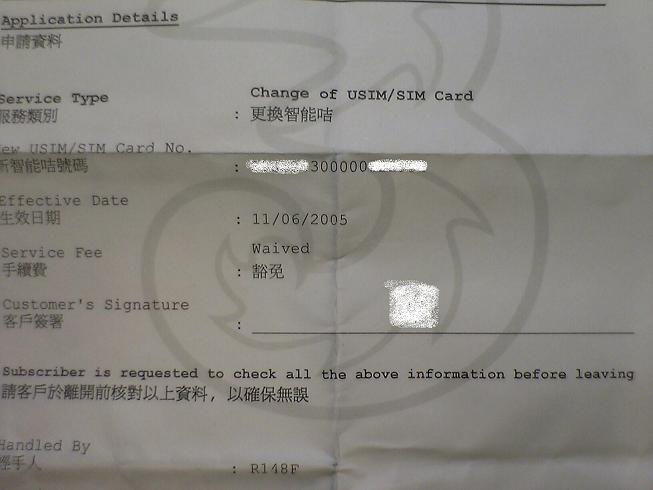 Application Details
申請資料
Service Type : Change of USIM/SIM Card
服務類別 : 更換智能咭
ew USIM/SIM Card No.
新智能咭號碼 : 300000
Effective Date
生效日期 : 11/06/2005
Service Fee Waived
手續費 : 豁免
Customer's Signature
客戶簽署 :
Subscriber is requested to check all the above information before leaving
請客戶於離開前核對以上資料, 以確保無誤
Handled By
經手人 : R148F